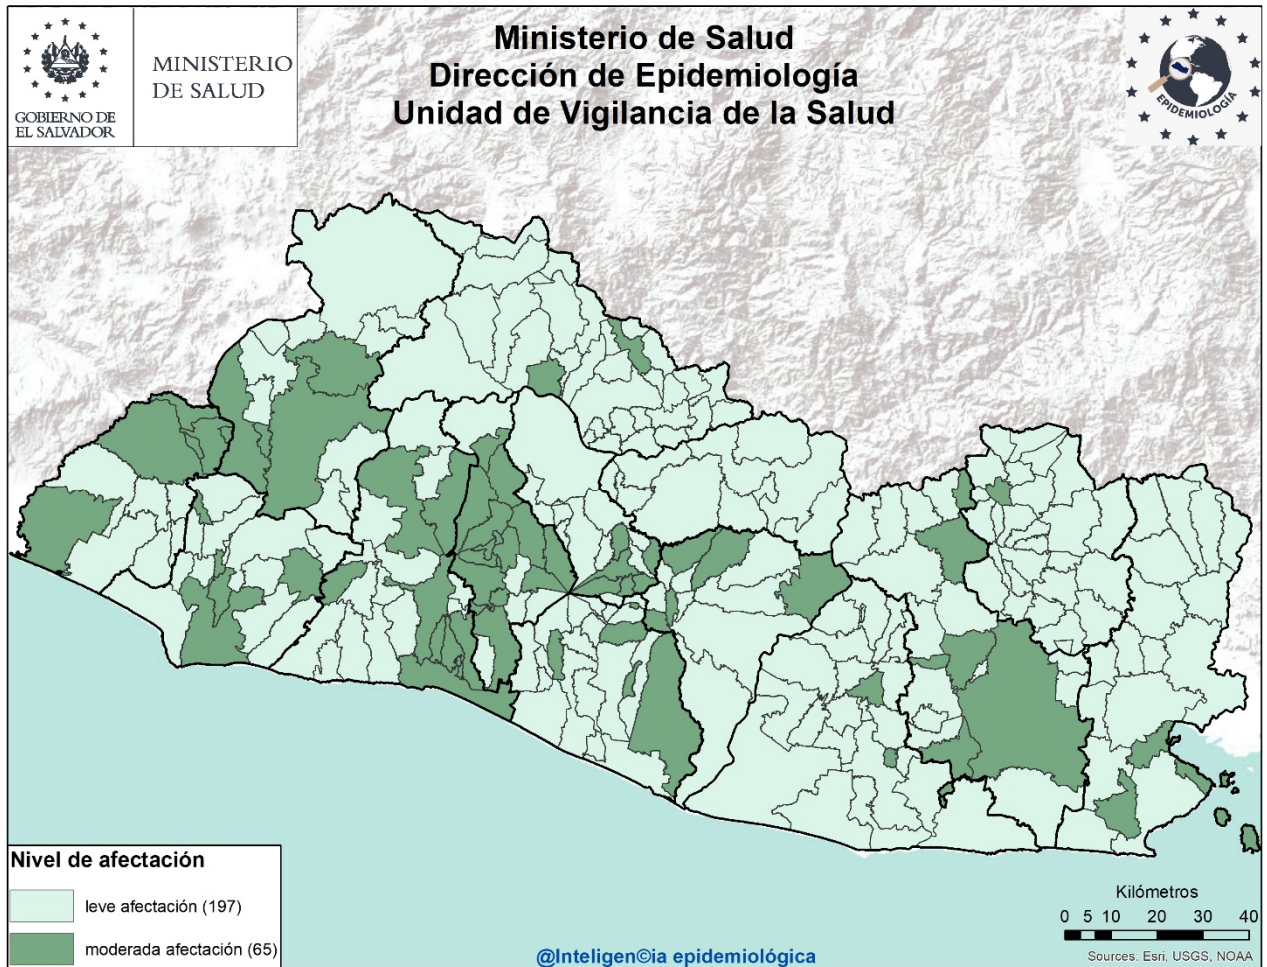 GOBIERNO DE
EL SALVADOR
MINISTERIO
DE SALUD
Ministerio de Salud
Dirección de Epidemiología
Unidad de Vigilancia de la Salud
EPIDEMIOLOGÍA
Nivel de afectación
leve afectación (197)
moderada afectación (65)
@Inteligen©ia epidemiológica
Kilómetros
0 5 10 20 30 40
Sources: Esri, USGS, NOAA